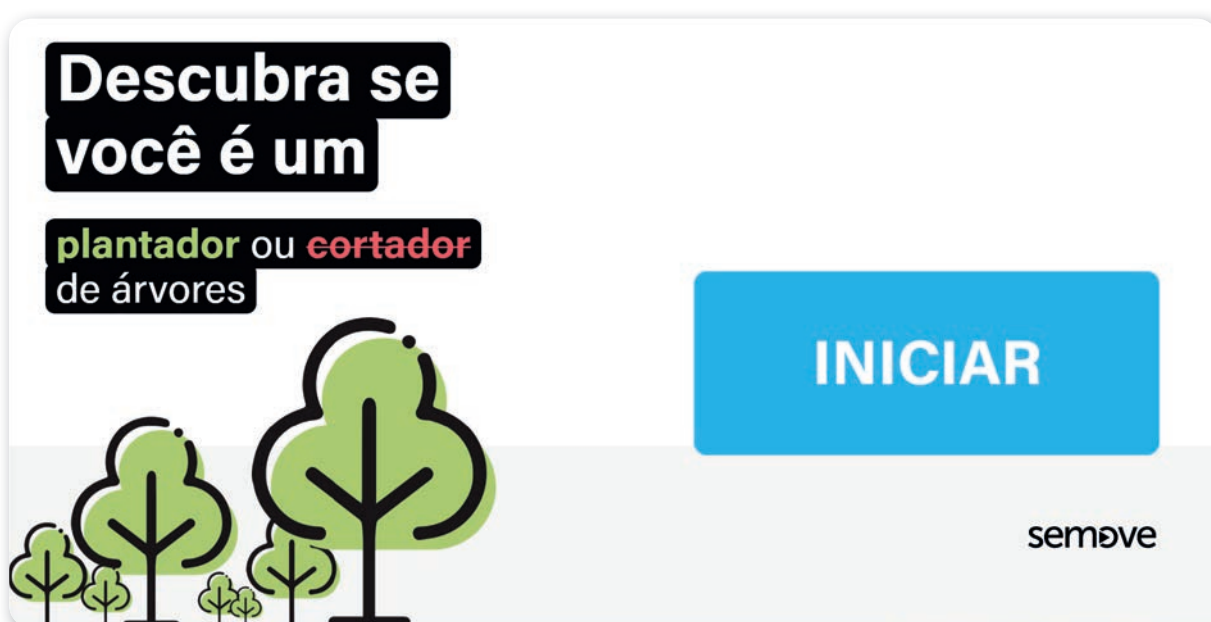 Descubra se
você é um
plantador ou cortador
de árvores
INICIAR
semove